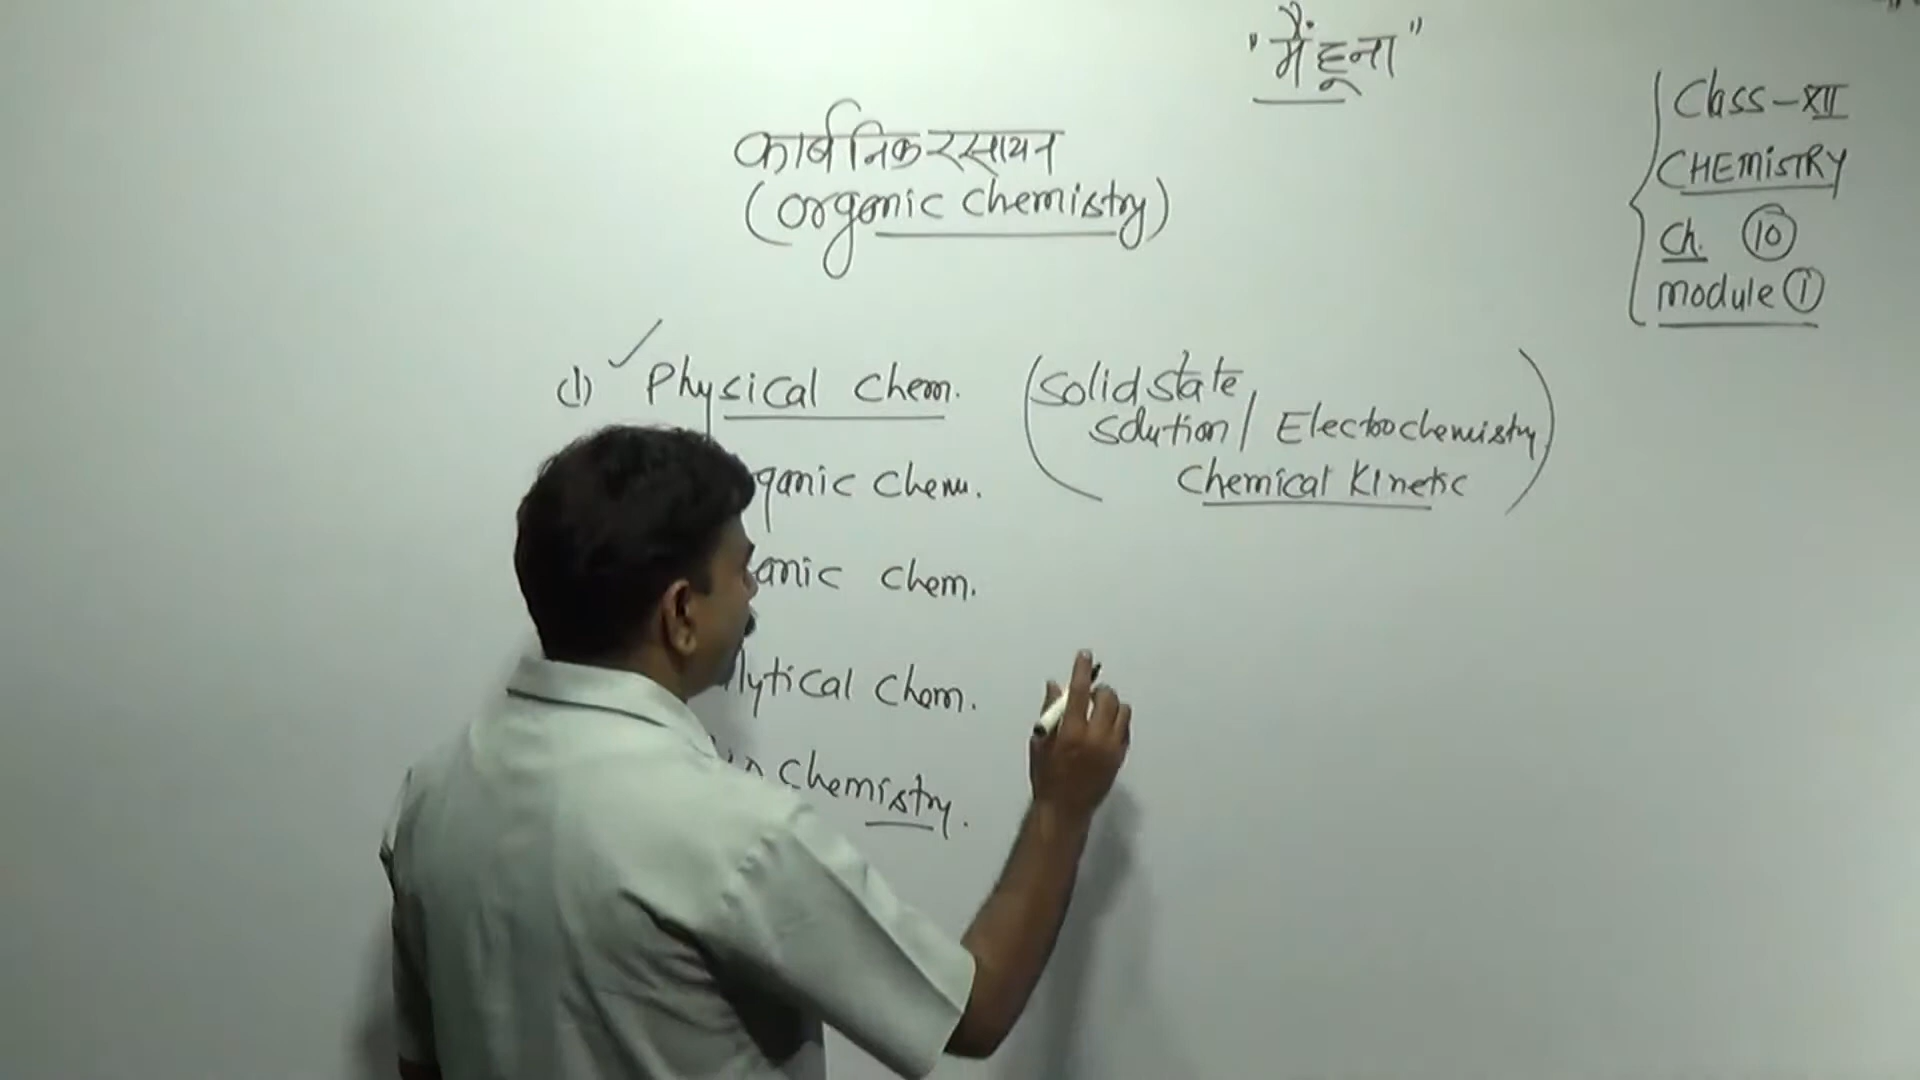 "मैं हूना"
कार्बनिक रसायन
(organic chemistry)
Class-XII
CHEMISTRY
Ch. 10
module 1
(1) ✓ Physical Chem.
(Solid State,
Solution / Electrochemistry
Chemical Kinetic)
ganic Chem.
anic Chem.
lytical Chem.
Chemistry.